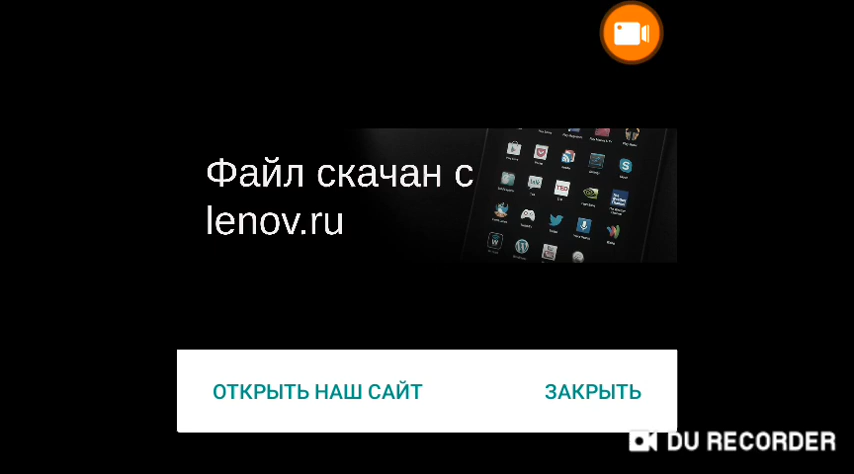 Файл скачан с
lenov.ru
ОТКРЫТЬ НАШ САЙТ
ЗАКРЫТЬ
DU RECORDER